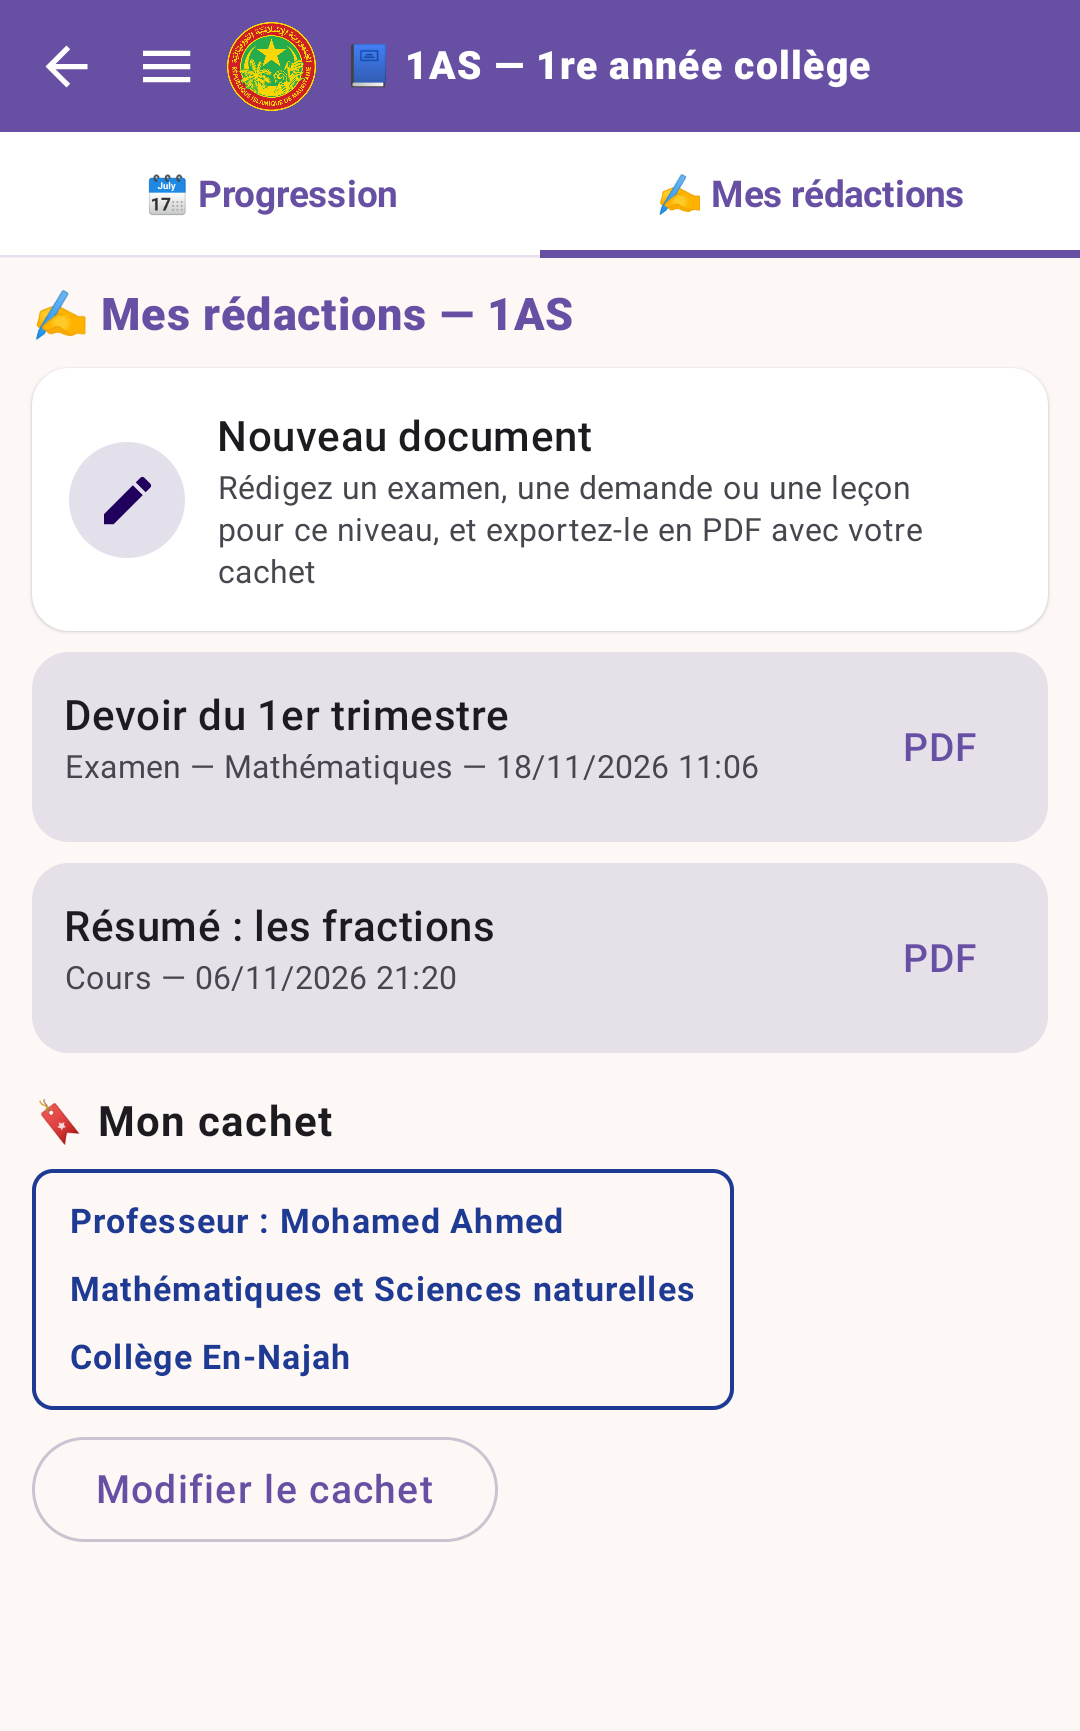 1AS — 1re année collège
July
17
Progression
Mes rédactions
Mes rédactions — 1AS
Nouveau document
Rédigez un examen, une demande ou une leçon
pour ce niveau, et exportez-le en PDF avec votre
cachet
Devoir du 1er trimestre
Examen — Mathématiques — 18/11/2026 11:06
PDF
Résumé : les fractions
Cours — 06/11/2026 21:20
PDF
Mon cachet
Professeur : Mohamed Ahmed
Mathématiques et Sciences naturelles
Collège En-Najah
Modifier le cachet